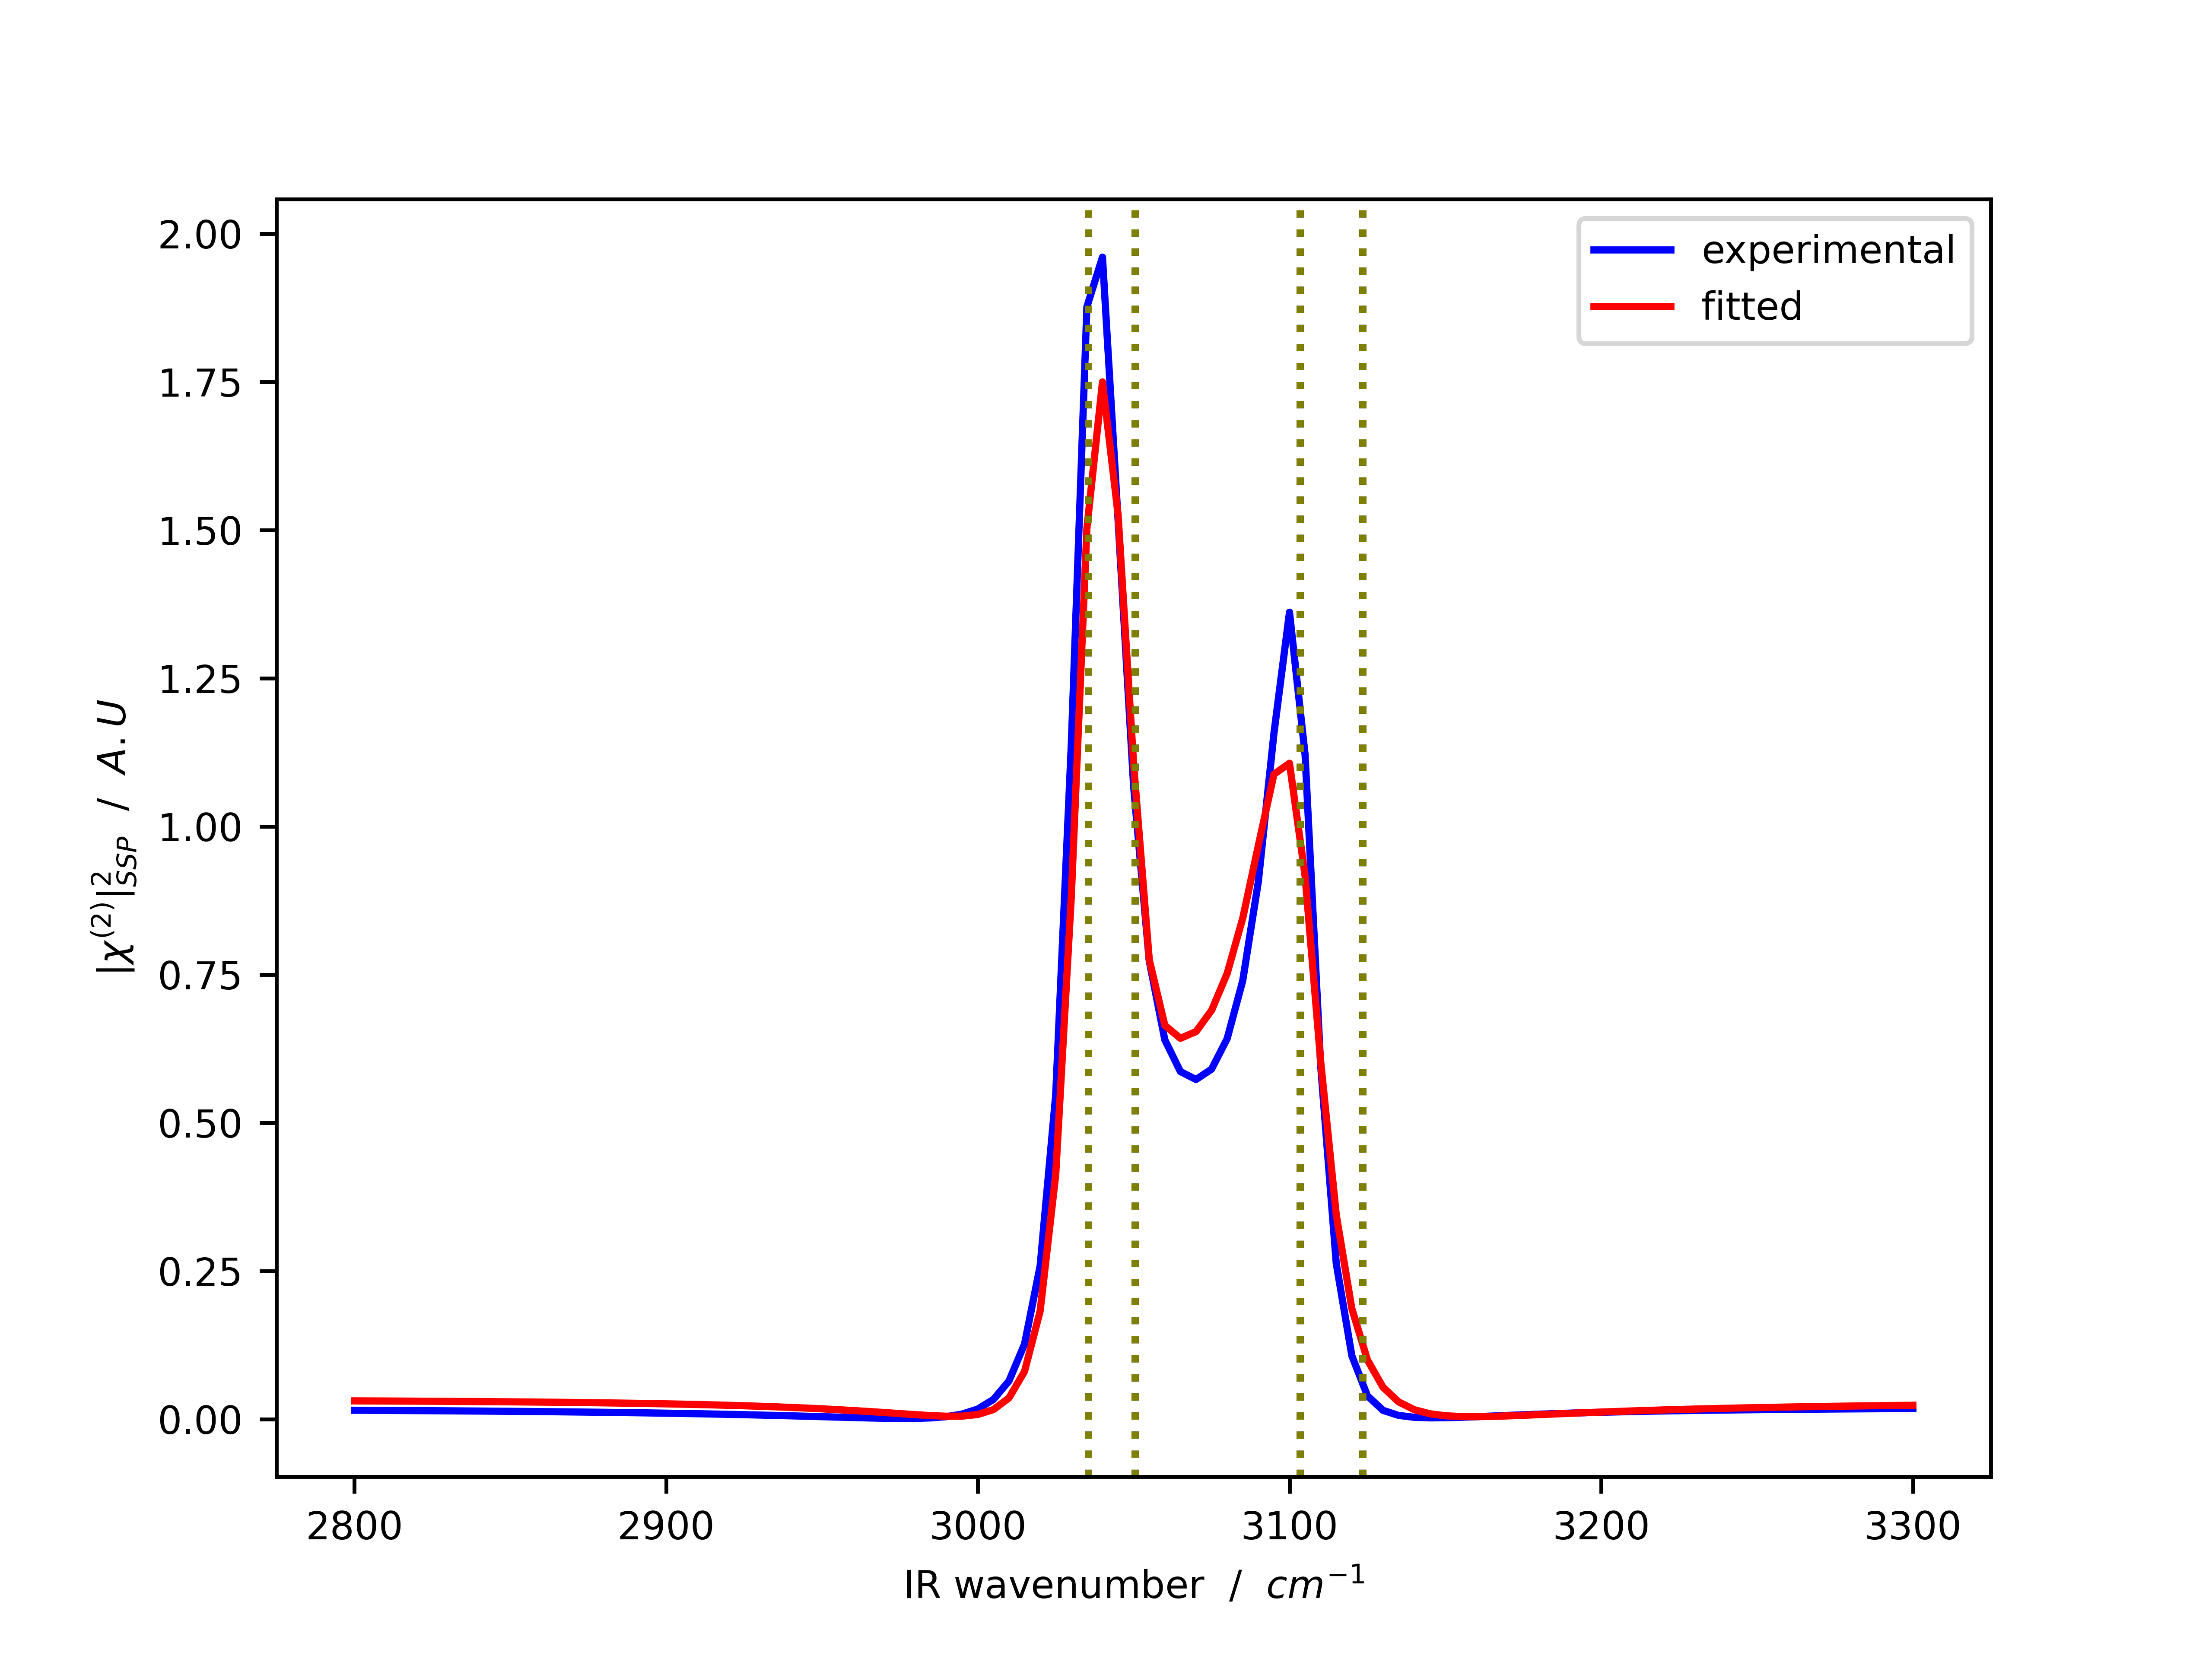 experimental
fitted
2.00
1.75
1.50
1.25
1.00
0.75
0.50
0.25
0.00
|χ⁽²⁾|²_SSP / A.U
2800 2900 3000 3100 3200 3300
IR wavenumber / cm⁻¹